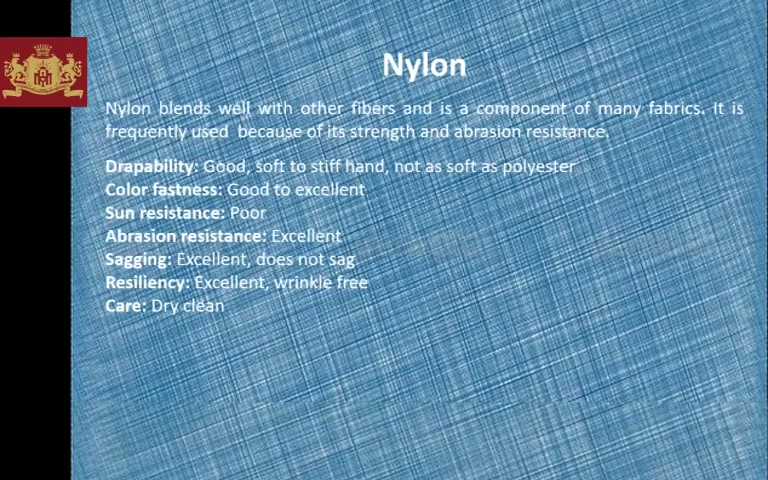 Nylon
Nylon blends well with other fibers and is a component of many fabrics. It is
frequently used because of its strength and abrasion resistance.
Drapability: Good, soft to stiff hand, not as soft as polyester
Color fastness: Good to excellent
Sun resistance: Poor
Abrasion resistance: Excellent
Sagging: Excellent, does not sag
Resiliency: Excellent, wrinkle free
Care: Dry clean